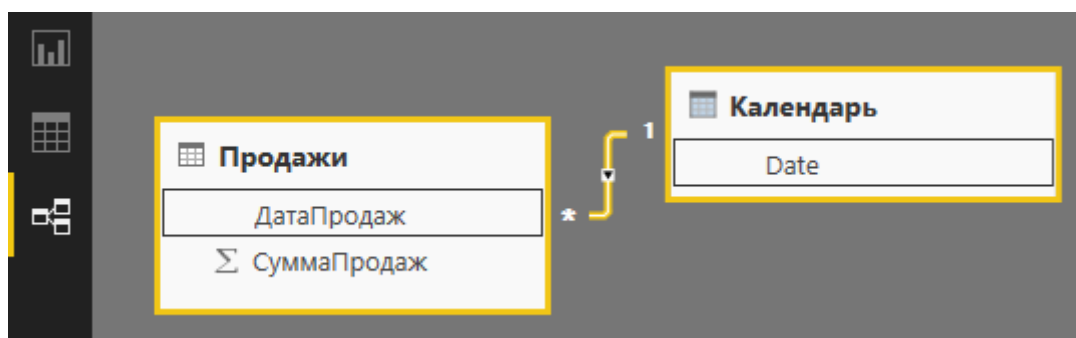 Продажи
ДатаПродаж
Σ СуммаПродаж
* 1
Календарь
Date